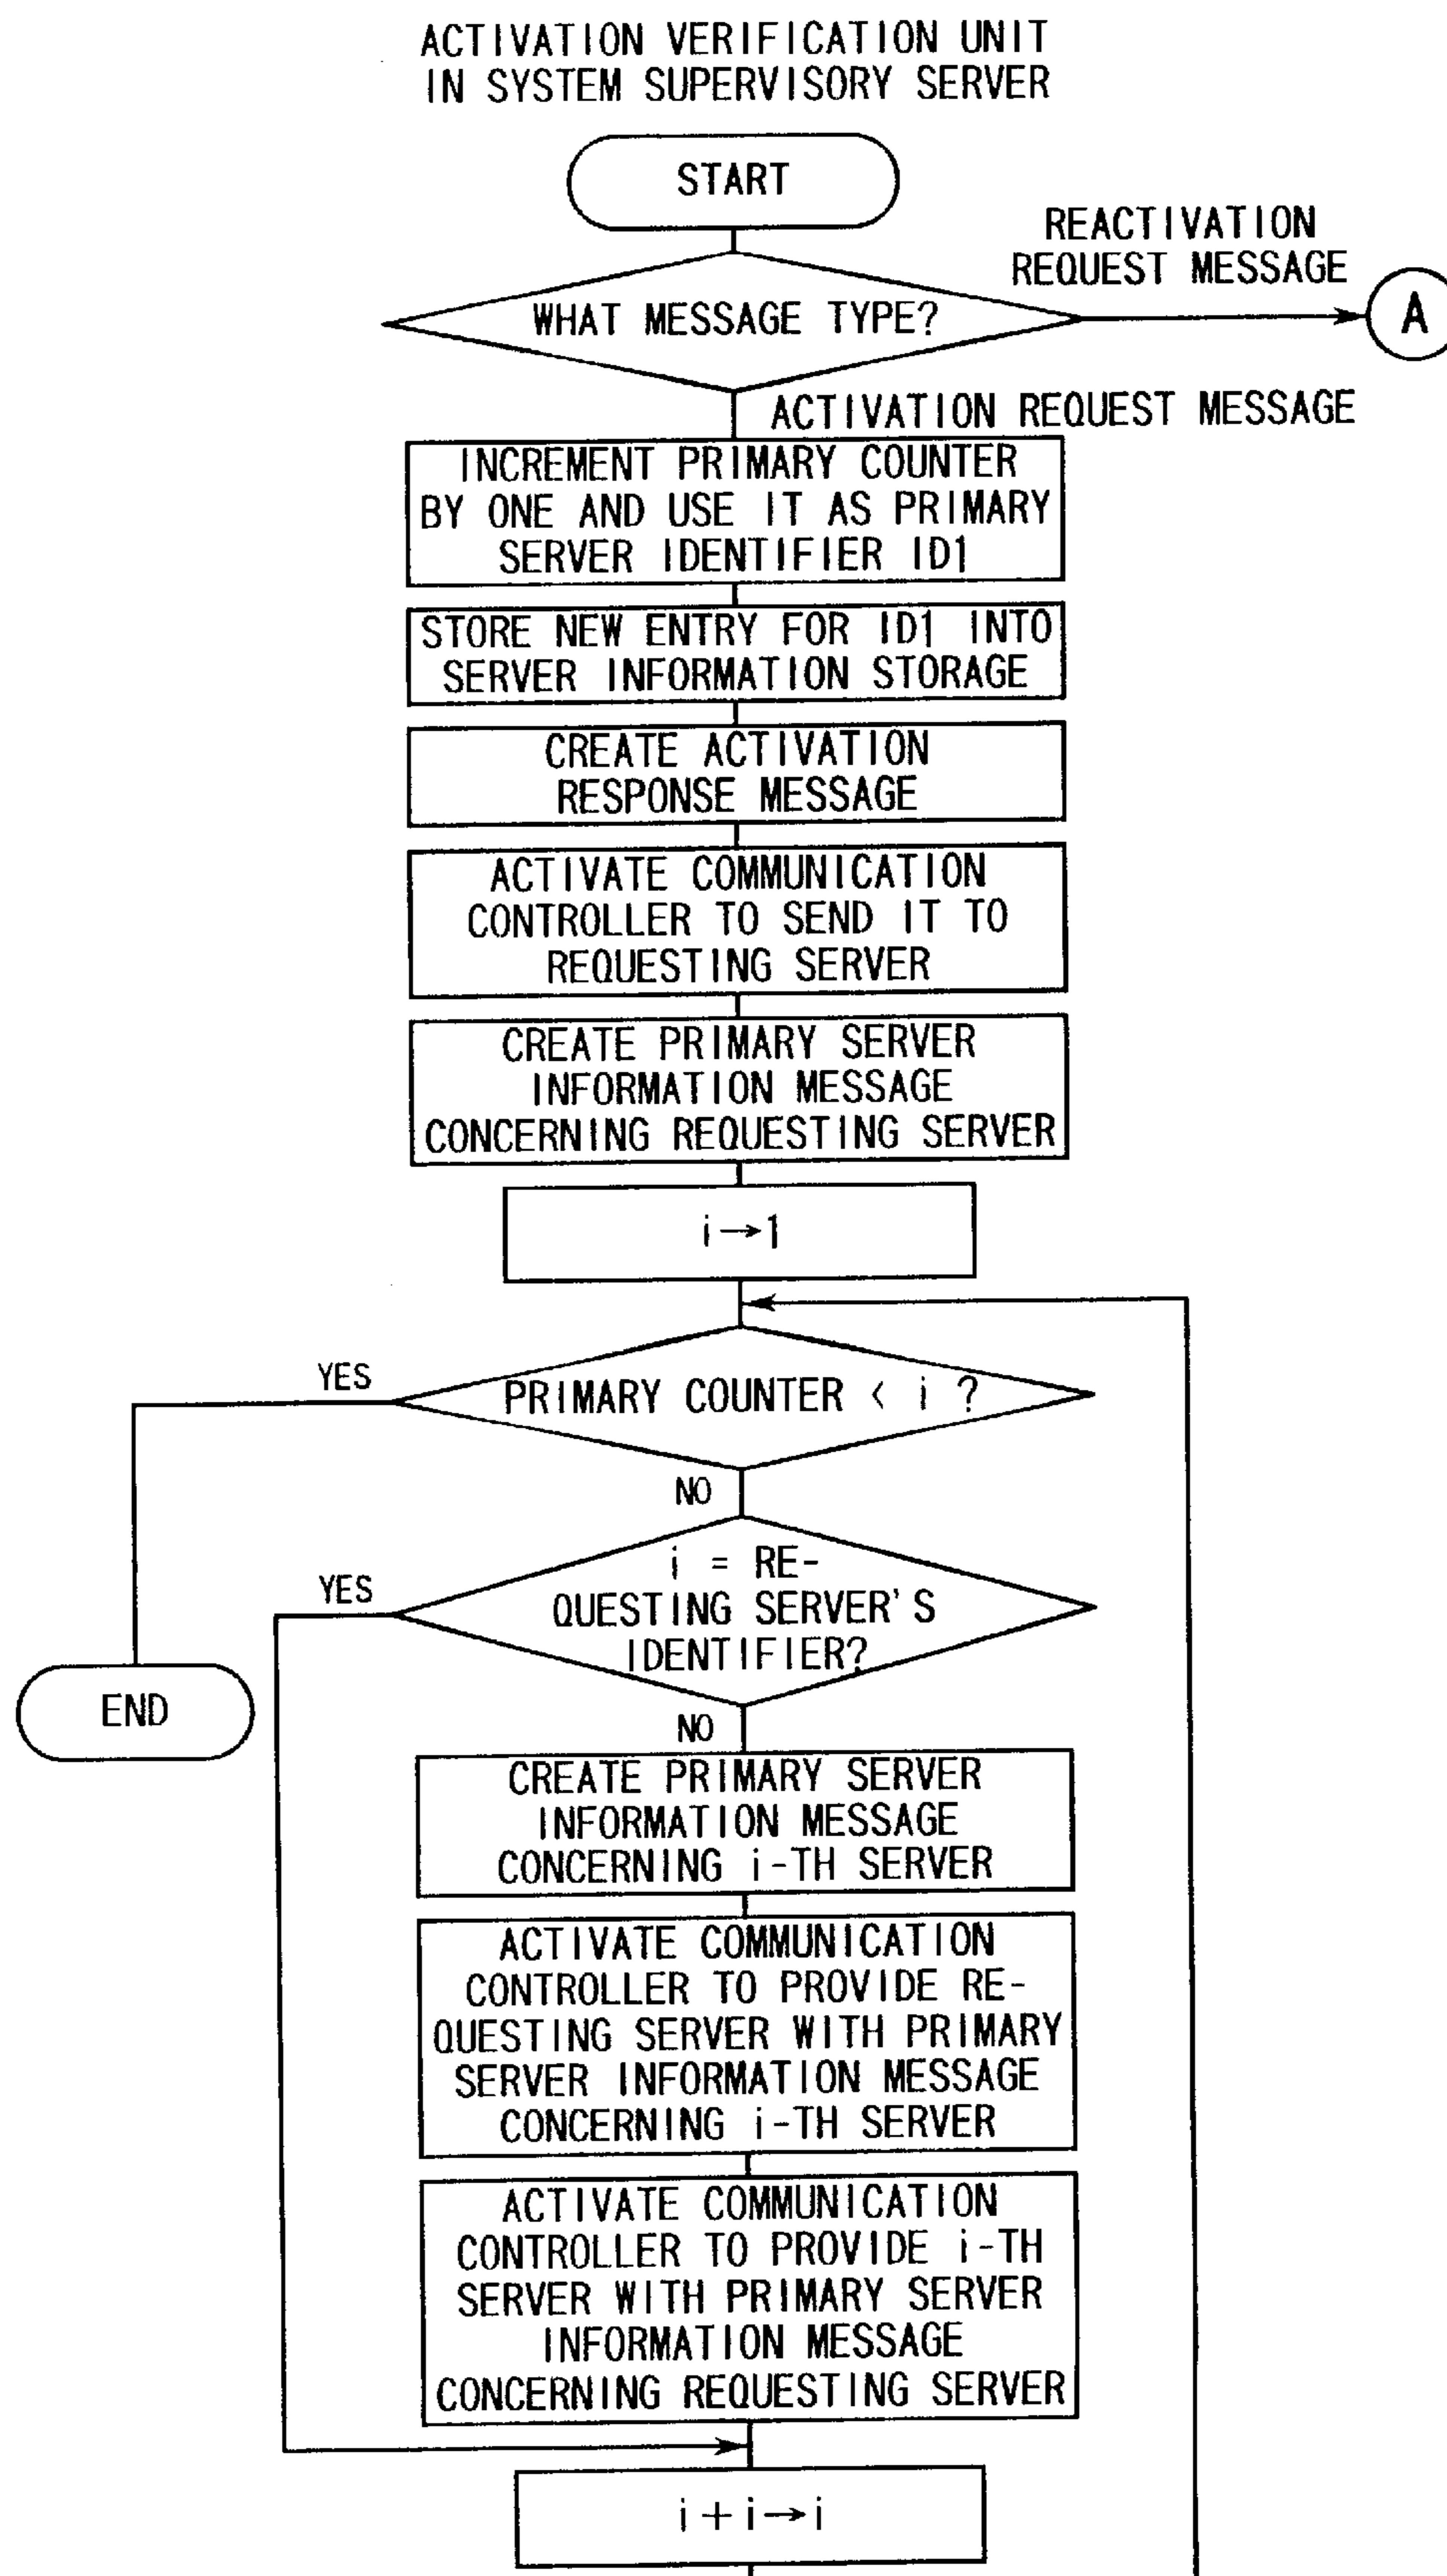 ACTIVATION VERIFICATION UNIT
IN SYSTEM SUPERVISORY SERVER
START
REACTIVATION
REQUEST MESSAGE
WHAT MESSAGE TYPE?
A
ACTIVATION REQUEST MESSAGE
INCREMENT PRIMARY COUNTER
BY ONE AND USE IT AS PRIMARY
SERVER IDENTIFIER ID1
STORE NEW ENTRY FOR ID1 INTO
SERVER INFORMATION STORAGE
CREATE ACTIVATION
RESPONSE MESSAGE
ACTIVATE COMMUNICATION
CONTROLLER TO SEND IT TO
REQUESTING SERVER
CREATE PRIMARY SERVER
INFORMATION MESSAGE
CONCERNING REQUESTING SERVER
i→1
YES
PRIMARY COUNTER < i ?
NO
YES
i = RE-
QUESTING SERVER'S
IDENTIFIER?
END
NO
CREATE PRIMARY SERVER
INFORMATION MESSAGE
CONCERNING i-TH SERVER
ACTIVATE COMMUNICATION
CONTROLLER TO PROVIDE RE-
QUESTING SERVER WITH PRIMARY
SERVER INFORMATION MESSAGE
CONCERNING i-TH SERVER
ACTIVATE COMMUNICATION
CONTROLLER TO PROVIDE i-TH
SERVER WITH PRIMARY SERVER
INFORMATION MESSAGE
CONCERNING REQUESTING SERVER
i+i→i